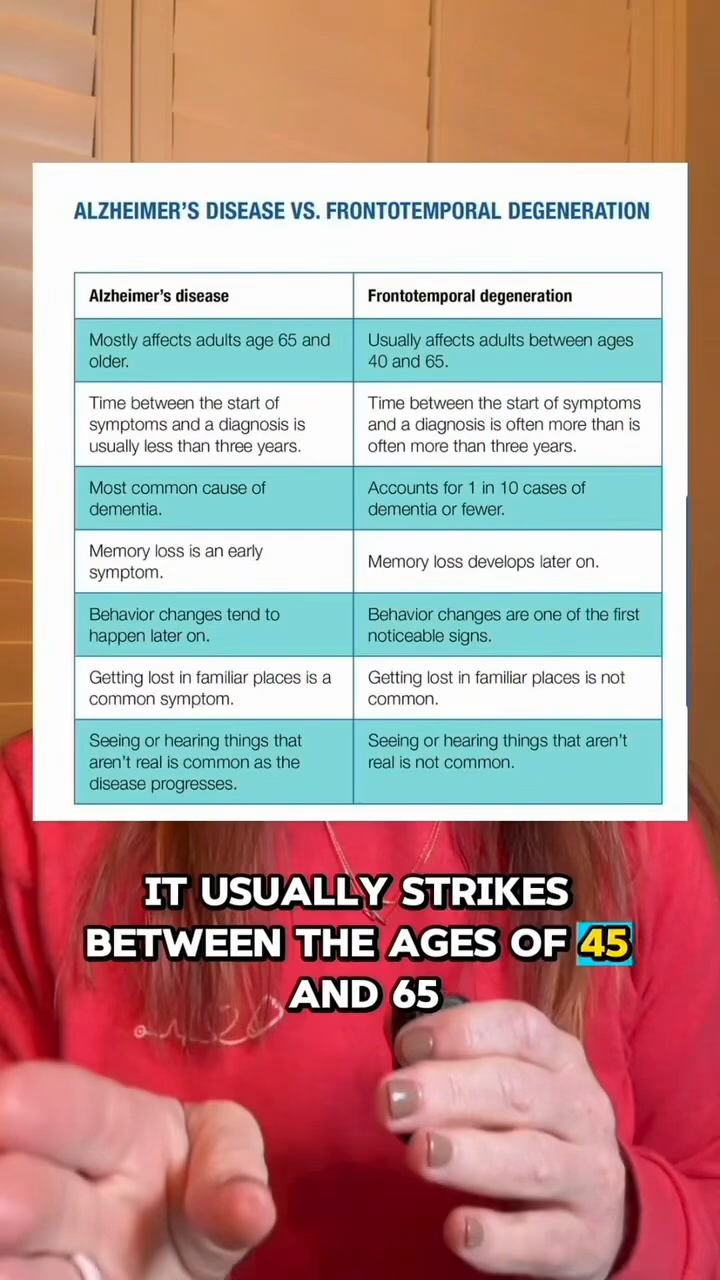 ALZHEIMER'S DISEASE VS. FRONTOTEMPORAL DEGENERATION
Alzheimer's disease
Frontotemporal degeneration
Mostly affects adults age 65 and
older.
Usually affects adults between ages
40 and 65.
Time between the start of
symptoms and a diagnosis is
usually less than three years.
Time between the start of symptoms
and a diagnosis is often more than is
often more than three years.
Most common cause of
dementia.
Accounts for 1 in 10 cases of
dementia or fewer.
Memory loss is an early
symptom.
Memory loss develops later on.
Behavior changes tend to
happen later on.
Behavior changes are one of the first
noticeable signs.
Getting lost in familiar places is a
common symptom.
Getting lost in familiar places is not
common.
Seeing or hearing things that
aren't real is common as the
disease progresses.
Seeing or hearing things that aren't
real is not common.
IT USUALLY STRIKES
BETWEEN THE AGES OF 45
AND 65